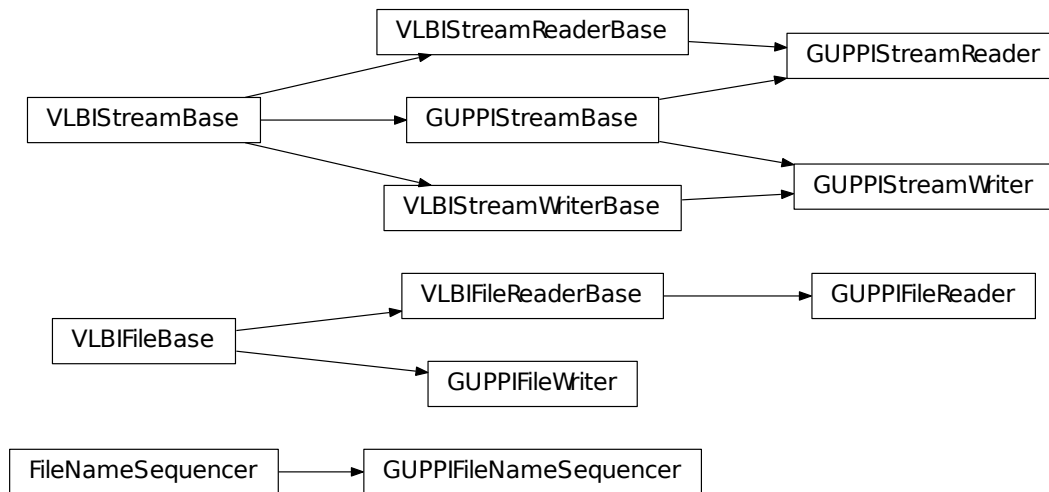 VLBIStreamReaderBase
GUPPIStreamReader
VLBIStreamBase
GUPPIStreamBase
GUPPIStreamWriter
VLBIStreamWriterBase
VLBIFileReaderBase
GUPPIFileReader
VLBIFileBase
GUPPIFileWriter
FileNameSequencer
GUPPIFileNameSequencer